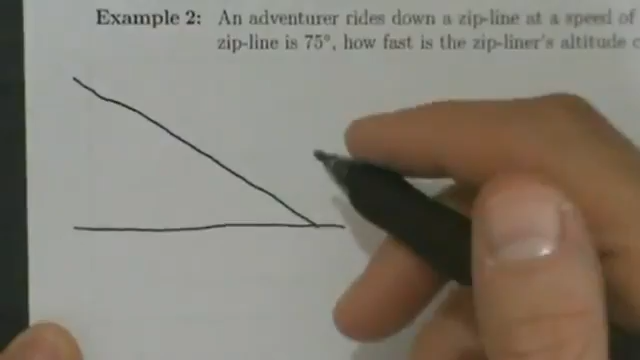 Example 2: An adventurer rides down a zip-line at a speed of
zip-line is 75°, how fast is the zip-liner's altitude